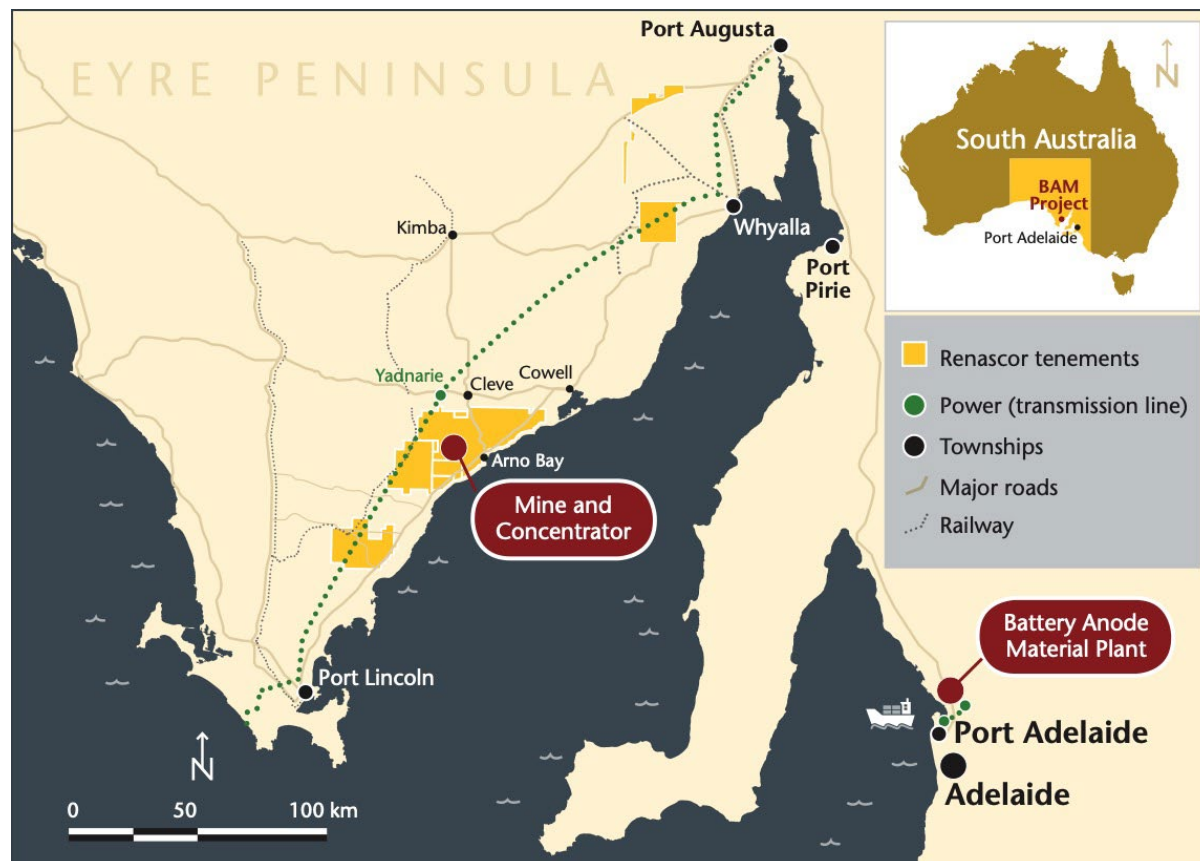 Port Augusta
EYRE PENINSULA
Kimba
Whyalla
Port
Pirie
Yadnarie
Cleve
Cowell
Arno Bay
Mine and
Concentrator
Port Lincoln
N
0 50 100 km
Battery Anode
Material Plant
Port Adelaide
Adelaide
N
South Australia
BAM
Project
Port Adelaide
Renascor tenements
Power (transmission line)
Townships
Major roads
Railway